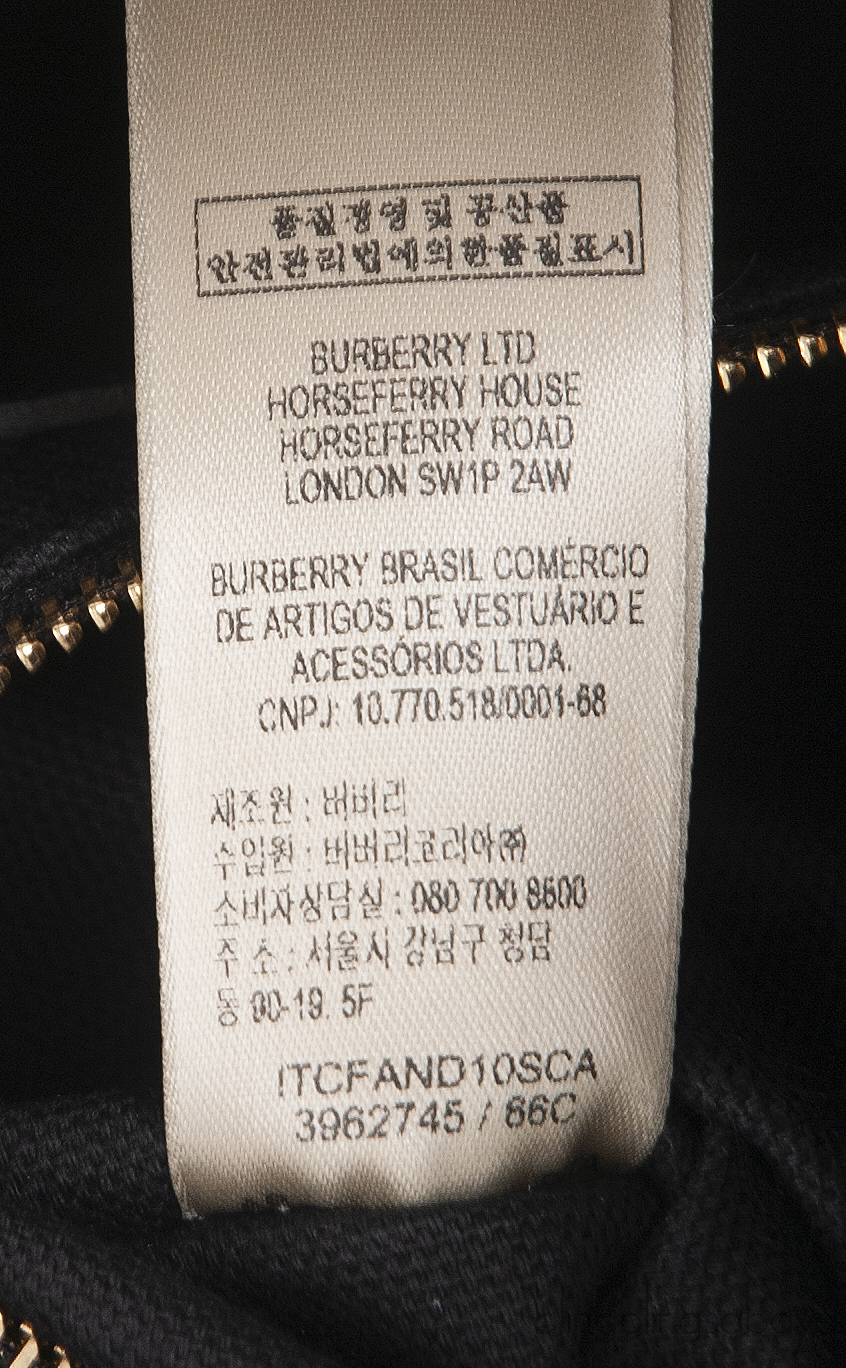 품질경영 및 공산품
안전관리법에의한품질표시
BURBERRY LTD
HORSEFERRY HOUSE
HORSEFERRY ROAD
LONDON SW1P 2AW
BURBERRY BRASIL COMÉRCIO
DE ARTIGOS DE VESTUÁRIO E
ACESSÓRIOS LTDA.
CNPJ: 10.770.518/0001-68
제조원 : 버버리
수입원 : 버버리코리아㈜
소비자상담실 : 080 700 8800
주 소 : 서울시 강남구 청담
동 90-19. 5F
ITCFAND10SCA
3962745 / 66C